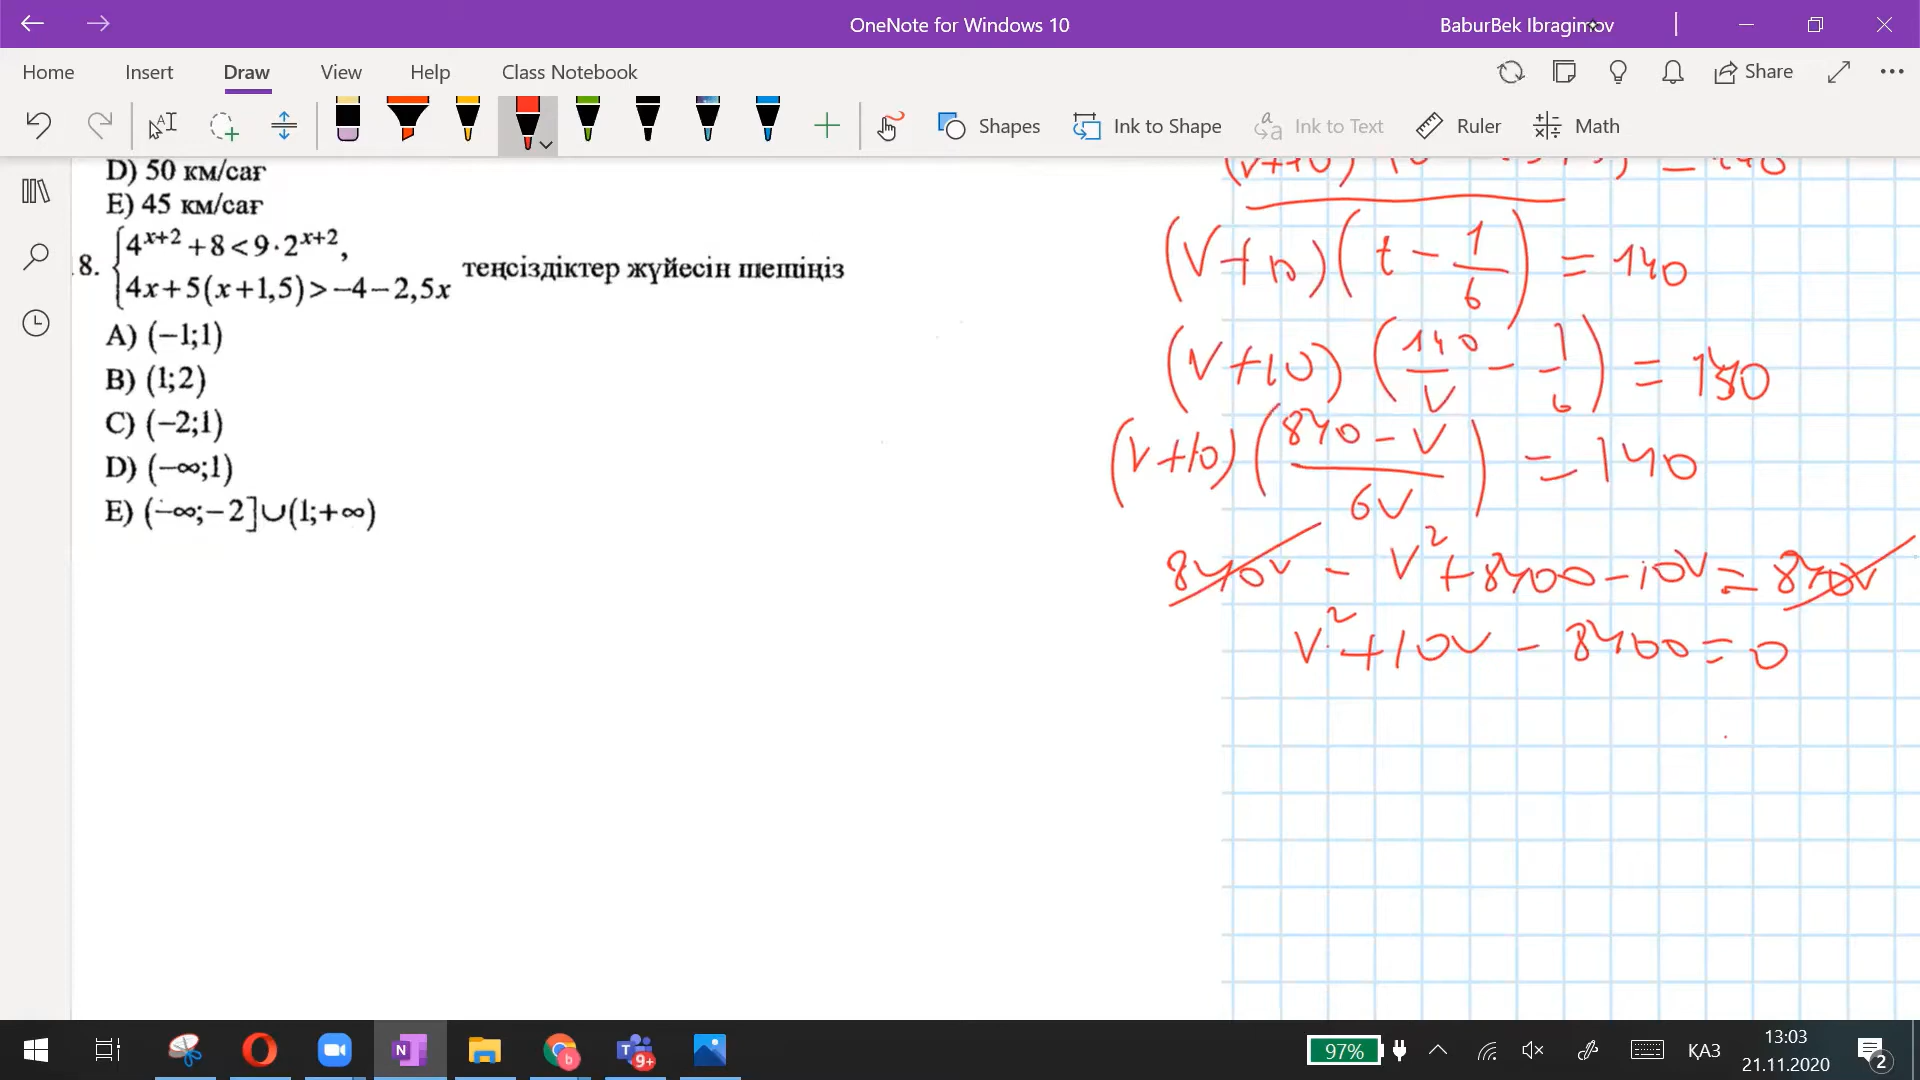 OneNote for Windows 10
BaburBek Ibragimov
Home Insert Draw View Help Class Notebook
Share
Shapes Ink to Shape Ink to Text Ruler Math
D) 50 км/сағ
E) 45 км/сағ
8. {4^{x+2} + 8 < 9 · 2^{x+2},
4x + 5(x + 1,5) > −4 − 2,5x теңсіздіктер жүйесін шешіңіз
A) (−1;1)
B) (1;2)
C) (−2;1)
D) (−∞;1)
E) (−∞;−2]∪(1;+∞)
(V+10)(t − 1/6) = 140
(V+10)(140/V − 1/6) = 140
(V+10)((840 − V)/6V) = 140
840V − V² + 8400 − 10V = 840V
V² + 10V − 8400 = 0
97%
9+
ҚАЗ
13:03
21.11.2020
2